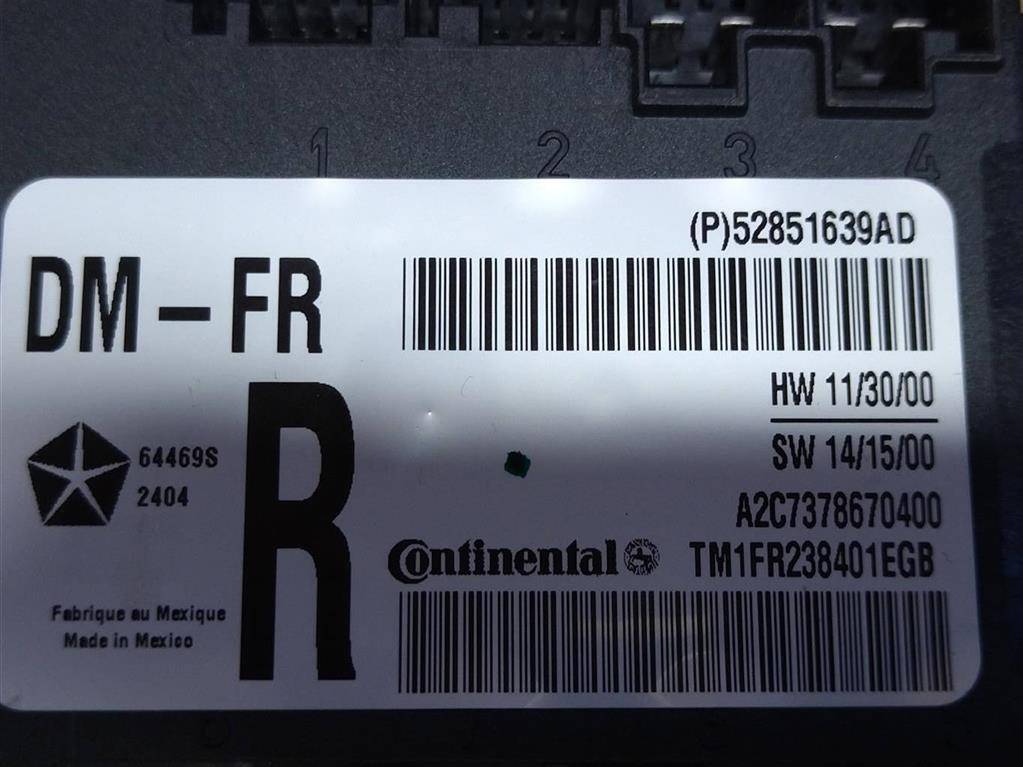 1 2 3 4
(P)52851639AD
DM-FR
HW 11/30/00
SW 14/15/00
R
64469S
2404
A2C7378670400
Continental
TM1FR238401EGB
Fabrique au Mexique
Made in Mexico